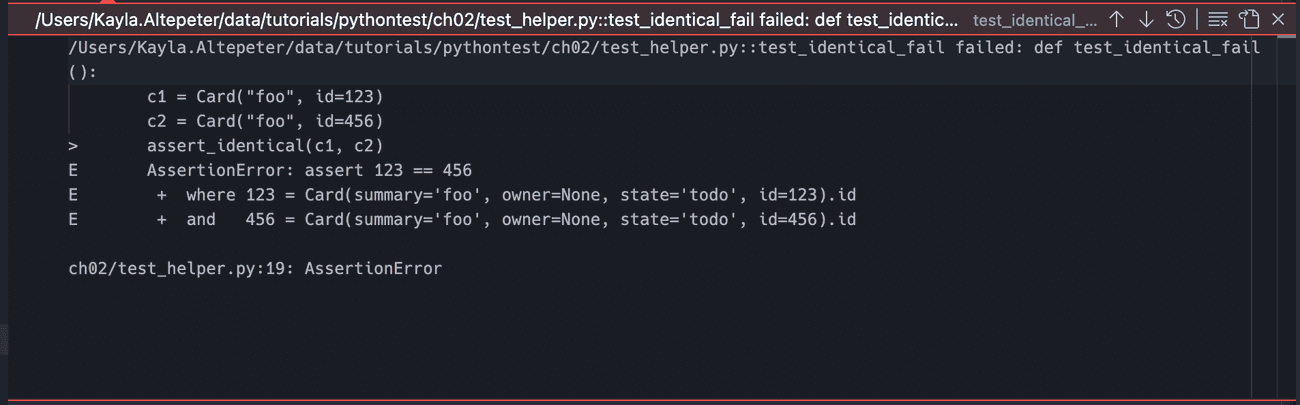 /Users/Kayla.Altepeter/data/tutorials/pythontest/ch02/test_helper.py::test_identical_fail failed: def test_identic... test_identical_...
/Users/Kayla.Altepeter/data/tutorials/pythontest/ch02/test_helper.py::test_identical_fail failed: def test_identical_fail
():
        c1 = Card("foo", id=123)
        c2 = Card("foo", id=456)
>       assert_identical(c1, c2)
E       AssertionError: assert 123 == 456
E        +  where 123 = Card(summary='foo', owner=None, state='todo', id=123).id
E        +  and   456 = Card(summary='foo', owner=None, state='todo', id=456).id
ch02/test_helper.py:19: AssertionError